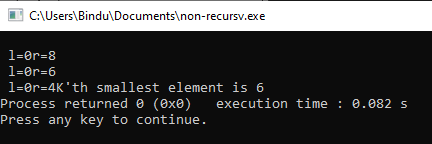 C:\Users\Bindu\Documents\non-recursv.exe
l=0r=8
l=0r=6
l=0r=4K'th smallest element is 6
Process returned 0 (0x0)   execution time : 0.082 s
Press any key to continue.